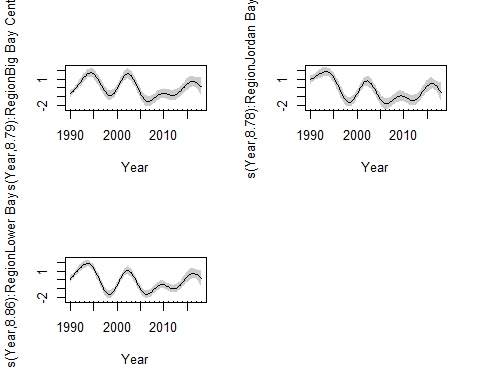 s(Year,8.79):RegionBig Bay Cent
1
-2
1990
2000
2010
Year
s(Year,8.78):RegionJordan Bay
1
-2
1990
2000
2010
Year
s(Year,8.86):RegionLower Bay
1
-2
1990
2000
2010
Year